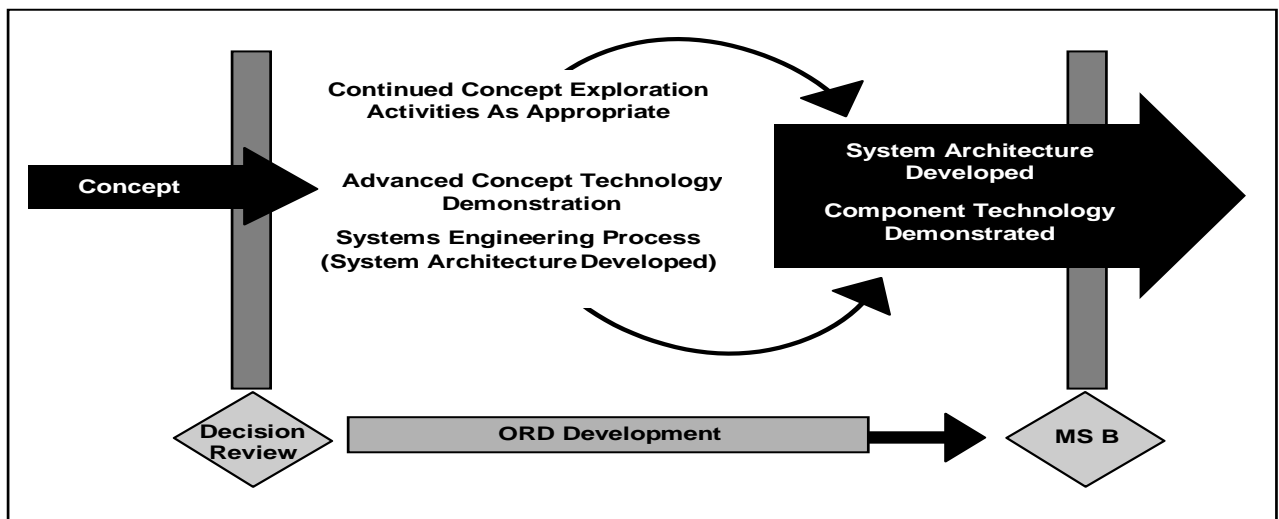 Continued Concept Exploration
Activities As Appropriate
Concept
Advanced Concept Technology
Demonstration
Systems Engineering Process
(System Architecture Developed)
System Architecture
Developed
Component Technology
Demonstrated
Decision
Review
ORD Development
MS B